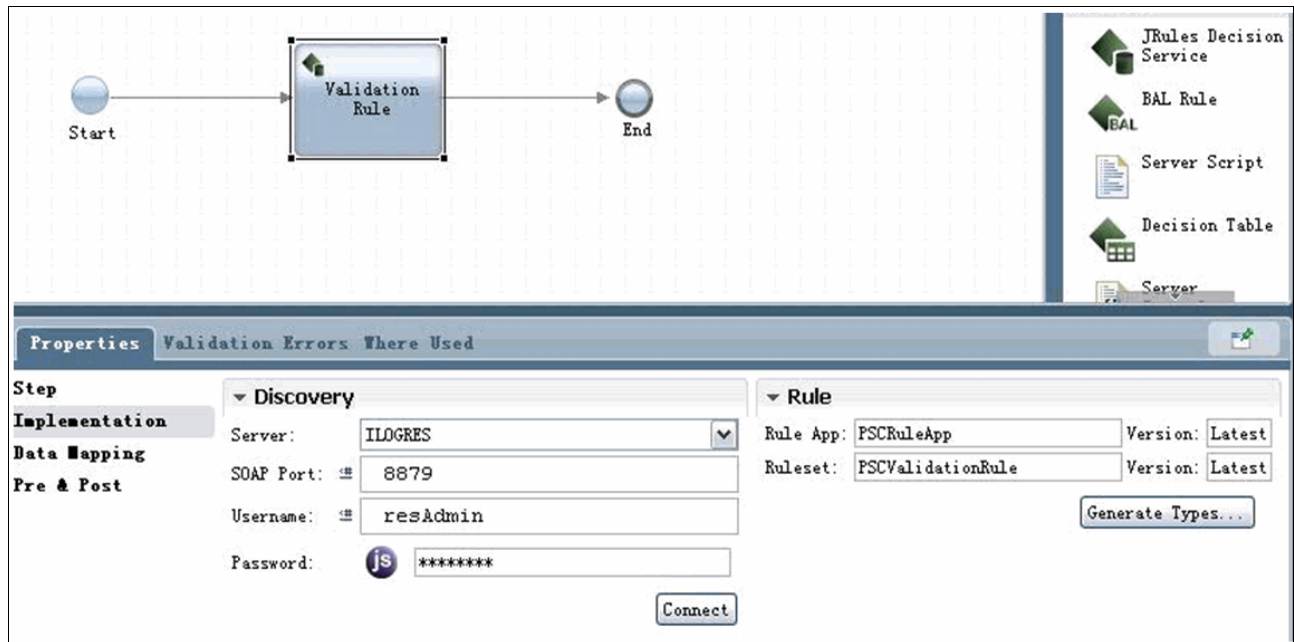 JRules Decision
Service
BAL Rule
BAL
Server Script
Decision Table
Server
Validation
Rule
Start
End
Properties Validation Errors Where Used
Step
Implementation
Data Mapping
Pre & Post
Discovery
Server: ILOGRES
SOAP Port: 8879
Username: resAdmin
Password: js ********
Connect
Rule
Rule App: PSCRuleApp Version: Latest
Ruleset: PSCValidationRule Version: Latest
Generate Types...